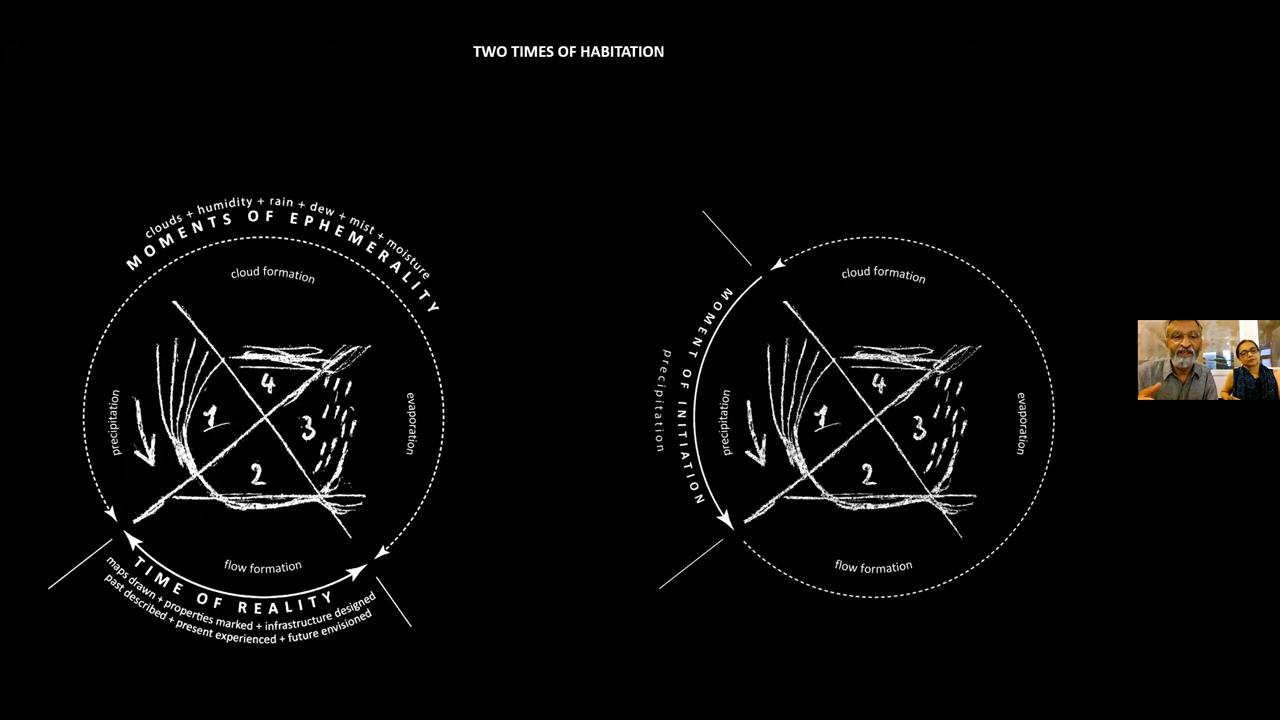 TWO TIMES OF HABITATION
clouds + humidity + rain + dew + mist + moisture
MOMENTS OF EPHEMERALITY
cloud formation
precipitation
evaporation
4
1
3
2
flow formation
TIME OF REALITY
maps drawn + properties marked + infrastructure designed
past described + present experienced + future envisioned
MOMENT OF INITIATION
precipitation
cloud formation
precipitation
evaporation
4
1
3
2
flow formation